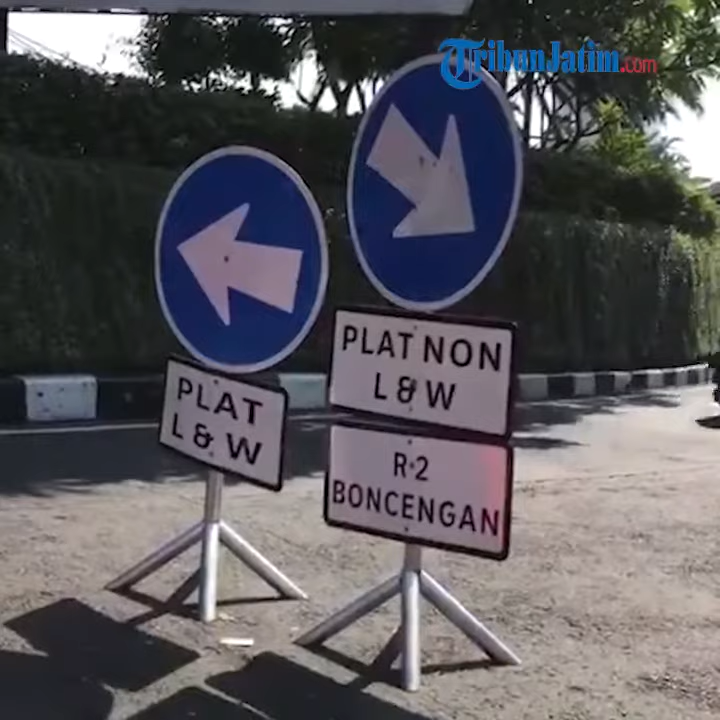 TribunJatim.com
PLAT
L & W
PLAT NON
L & W
R-2
BONCENGAN